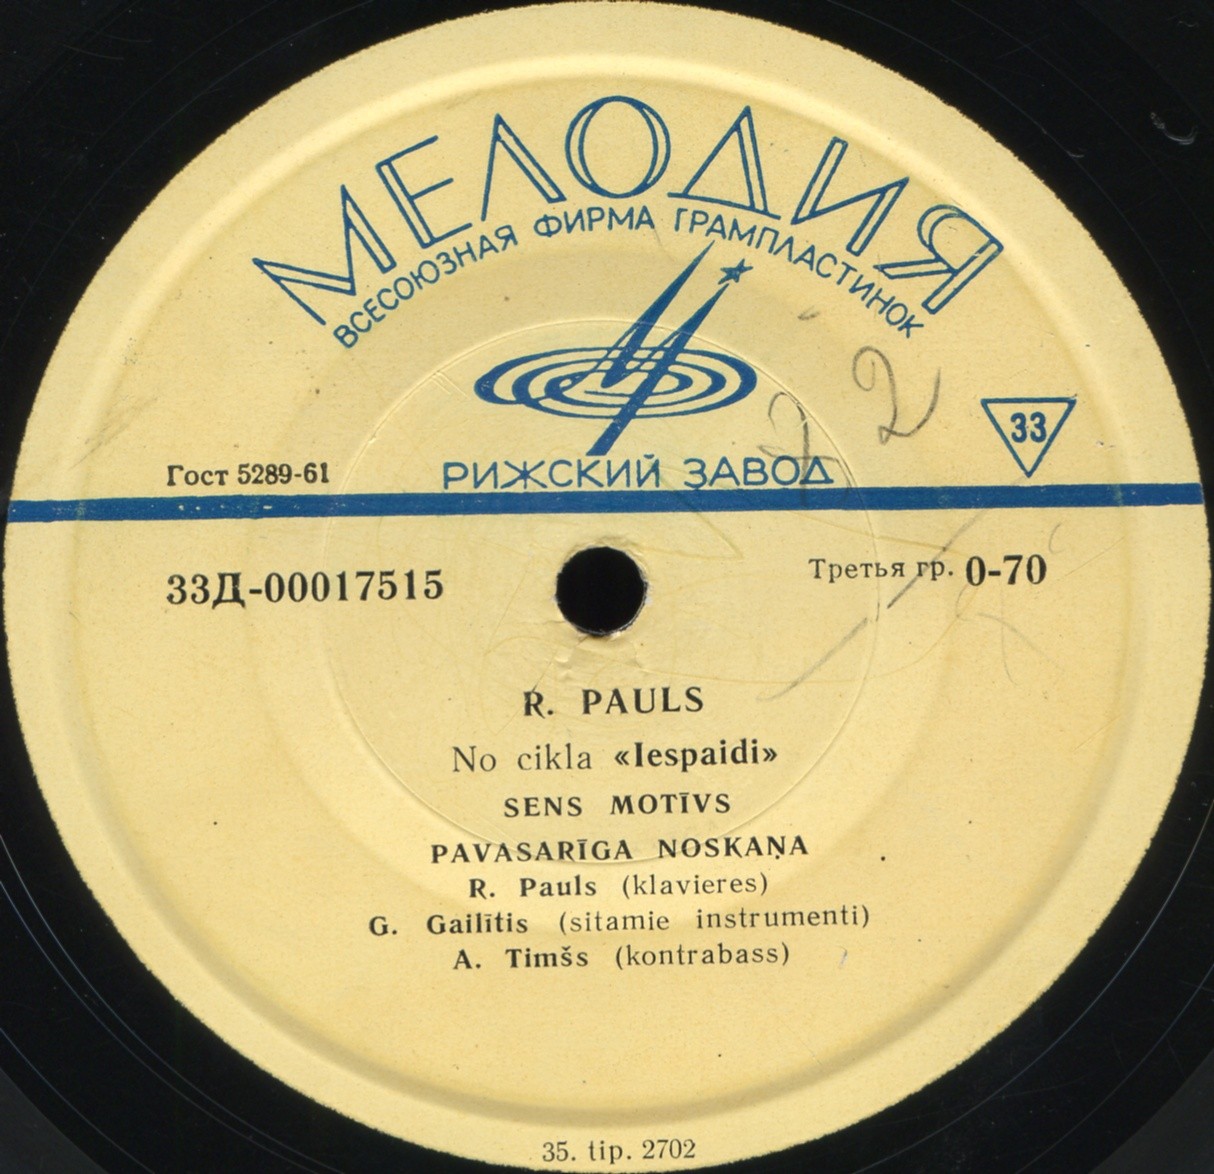 МЕЛОДИЯ
ВСЕСОЮЗНАЯ ФИРМА ГРАМПЛАСТИНОК
33
Гост 5289-61
РИЖСКИЙ ЗАВОД
33Д-00017515
Третья гр. 0-70
R. PAULS
No cikla «Iespaidi»
SENS MOTĪVS
PAVASARĪGA NOSKAŅA
R. Pauls (klavieres)
G. Gailītis (sitamie instrumenti)
A. Timšs (kontrabass)
35. tip. 2702